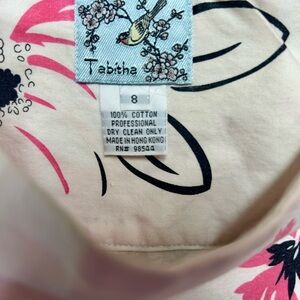 Tabitha
8
100% COTTON
PROFESSIONAL
DRY CLEAN ONLY
MADE IN HONG KONG
RN# 98544